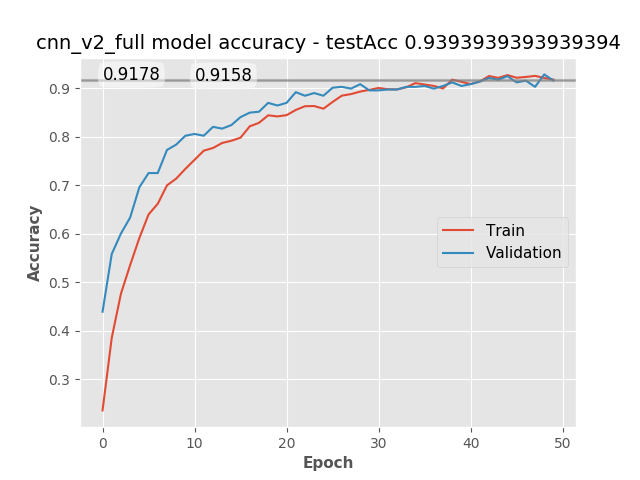 cnn_v2_full model accuracy - testAcc 0.9393939393939394
0.9178 0.9158
0.9
0.8
0.7
0.6
0.5
0.4
0.3
Accuracy
Train
Validation
0 10 20 30 40 50
Epoch